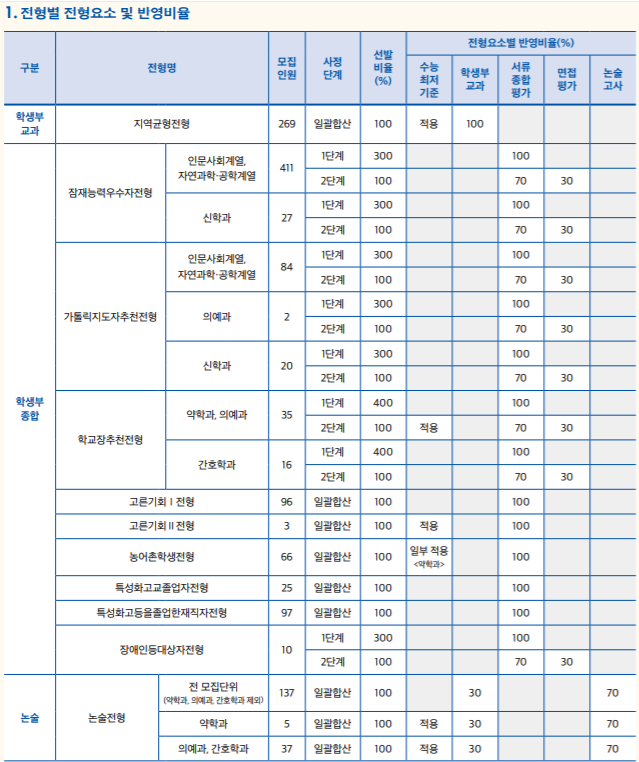 1. 전형별 전형요소 및 반영비율
구분 전형명 모집인원 사정단계 선발비율(%) 전형요소별 반영비율(%)
수능최저기준 학생부교과 서류종합평가 면접평가 논술고사
학생부교과 지역균형전형 269 일괄합산 100 적용 100
학생부종합 잠재능력우수자전형 인문사회계열, 자연과학·공학계열 411 1단계 300 100
2단계 100 70 30
신학과 27 1단계 300 100
2단계 100 70 30
가톨릭지도자추천전형 인문사회계열, 자연과학·공학계열 84 1단계 300 100
2단계 100 70 30
의예과 2 1단계 300 100
2단계 100 70 30
신학과 20 1단계 300 100
2단계 100 70 30
학교장추천전형 약학과, 의예과 35 1단계 400 100
2단계 100 적용 70 30
간호학과 16 1단계 400 100
2단계 100 70 30
고른기회 I 전형 96 일괄합산 100 100
고른기회 II 전형 3 일괄합산 100 적용 100
농어촌학생전형 66 일괄합산 100 일부 적용 <약학과> 100
특성화고교졸업자전형 25 일괄합산 100 100
특성화고등을졸업한재직자전형 97 일괄합산 100 100
장애인등대상자전형 10 1단계 300 100
2단계 100 70 30
논술 논술전형 전 모집단위 (약학과, 의예과, 간호학과 제외) 137 일괄합산 100 30 70
약학과 5 일괄합산 100 적용 30 70
의예과, 간호학과 37 일괄합산 100 적용 30 70